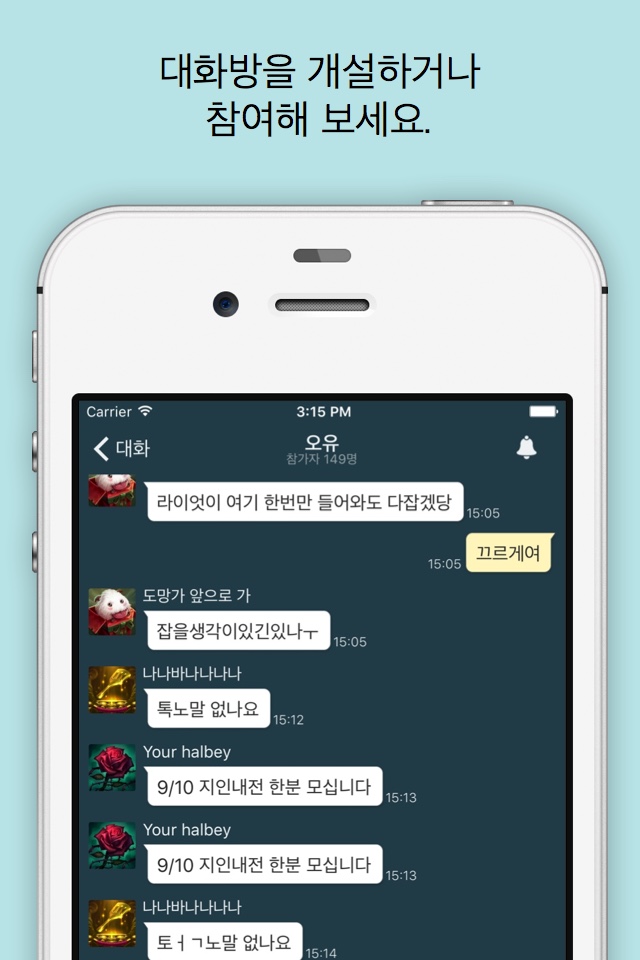 대화방을 개설하거나
참여해 보세요.
Carrier 3:15 PM
대화 오유
참가자 149명
라이엇이 여기 한번만 들어와도 다잡겠당 15:05
끄르게여 15:05
도망가 앞으로 가
잡을생각이있긴있나ㅜ 15:05
나나바나나나나
톡노말 없나요 15:12
Your halbey
9/10 지인내전 한분 모십니다 15:13
Your halbey
9/10 지인내전 한분 모십니다 15:13
나나바나나나나
토ㅓㄱ노말 없나요 15:14